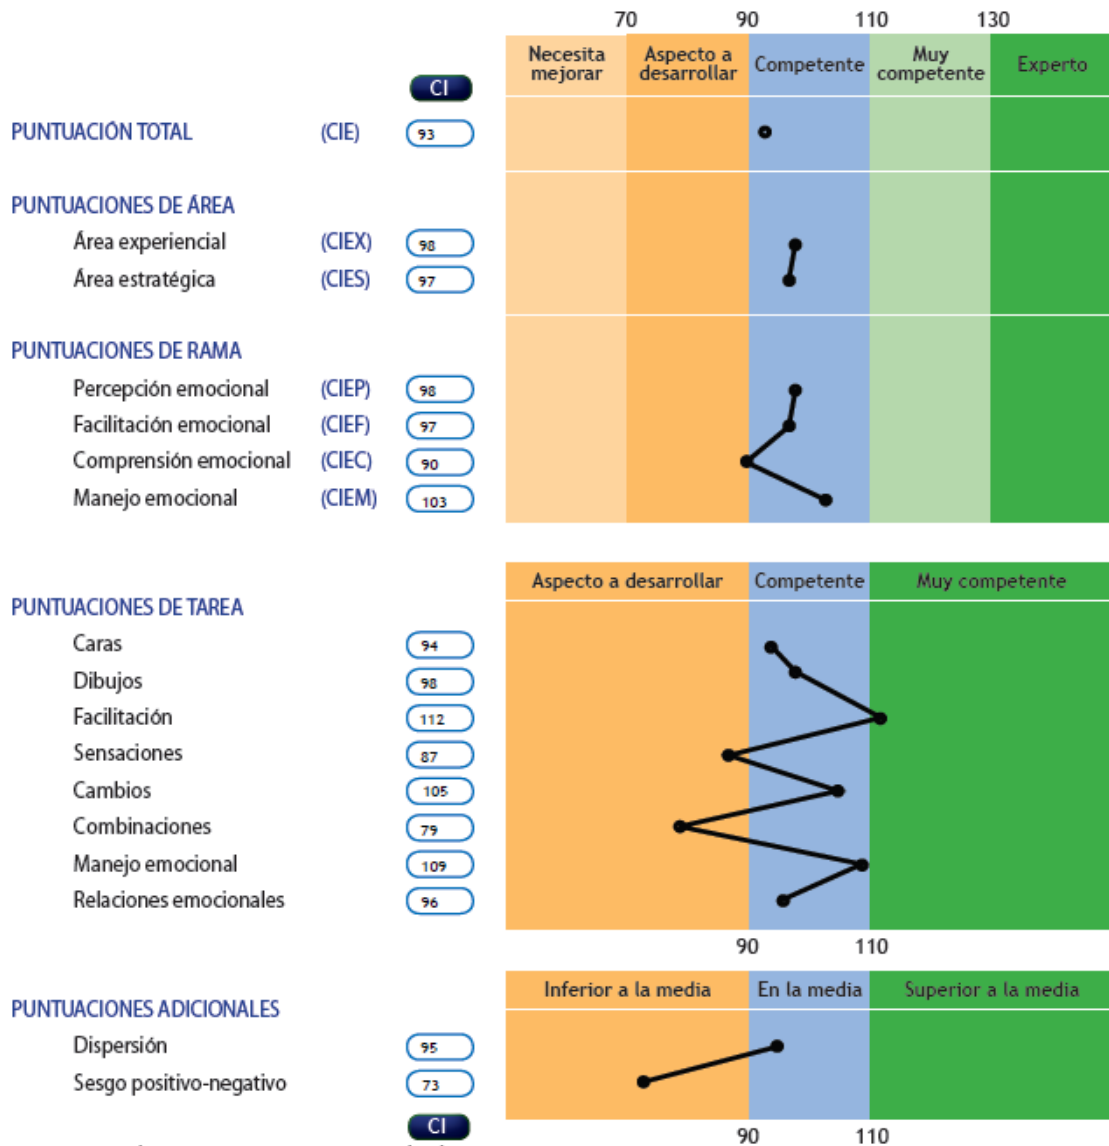 70 90 110 130
Necesita mejorar Aspecto a desarrollar Competente Muy competente Experto
CI
PUNTUACIÓN TOTAL (CIE) 93
PUNTUACIONES DE ÁREA
Área experiencial (CIEX) 98
Área estratégica (CIES) 97
PUNTUACIONES DE RAMA
Percepción emocional (CIEP) 98
Facilitación emocional (CIEF) 97
Comprensión emocional (CIEC) 90
Manejo emocional (CIEM) 103
Aspecto a desarrollar Competente Muy competente
PUNTUACIONES DE TAREA
Caras 94
Dibujos 98
Facilitación 112
Sensaciones 87
Cambios 105
Combinaciones 79
Manejo emocional 109
Relaciones emocionales 96
90 110
Inferior a la media En la media Superior a la media
PUNTUACIONES ADICIONALES
Dispersión 95
Sesgo positivo-negativo 73
CI
90 110